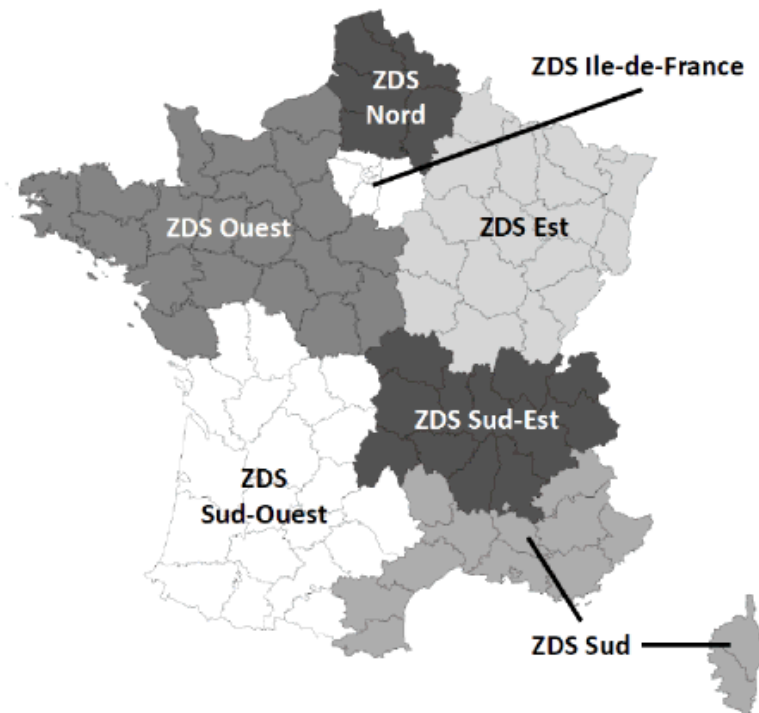 ZDS Ile-de-France
ZDS
Nord
ZDS Ouest
ZDS Est
ZDS Sud-Est
ZDS
Sud-Ouest
ZDS Sud